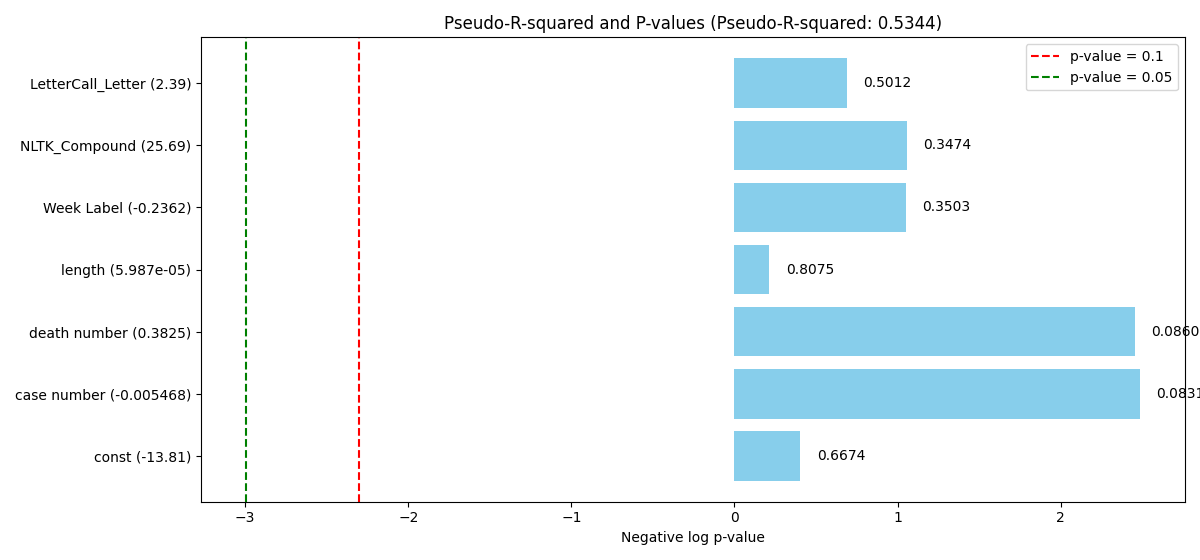 Pseudo-R-squared and P-values (Pseudo-R-squared: 0.5344)
p-value = 0.1
p-value = 0.05
LetterCall_Letter (2.39)
0.5012
NLTK_Compound (25.69)
0.3474
Week Label (-0.2362)
0.3503
length (5.987e-05)
0.8075
death number (0.3825)
0.0860
case number (-0.005468)
0.0831
const (-13.81)
0.6674
−3 −2 −1 0 1 2
Negative log p-value